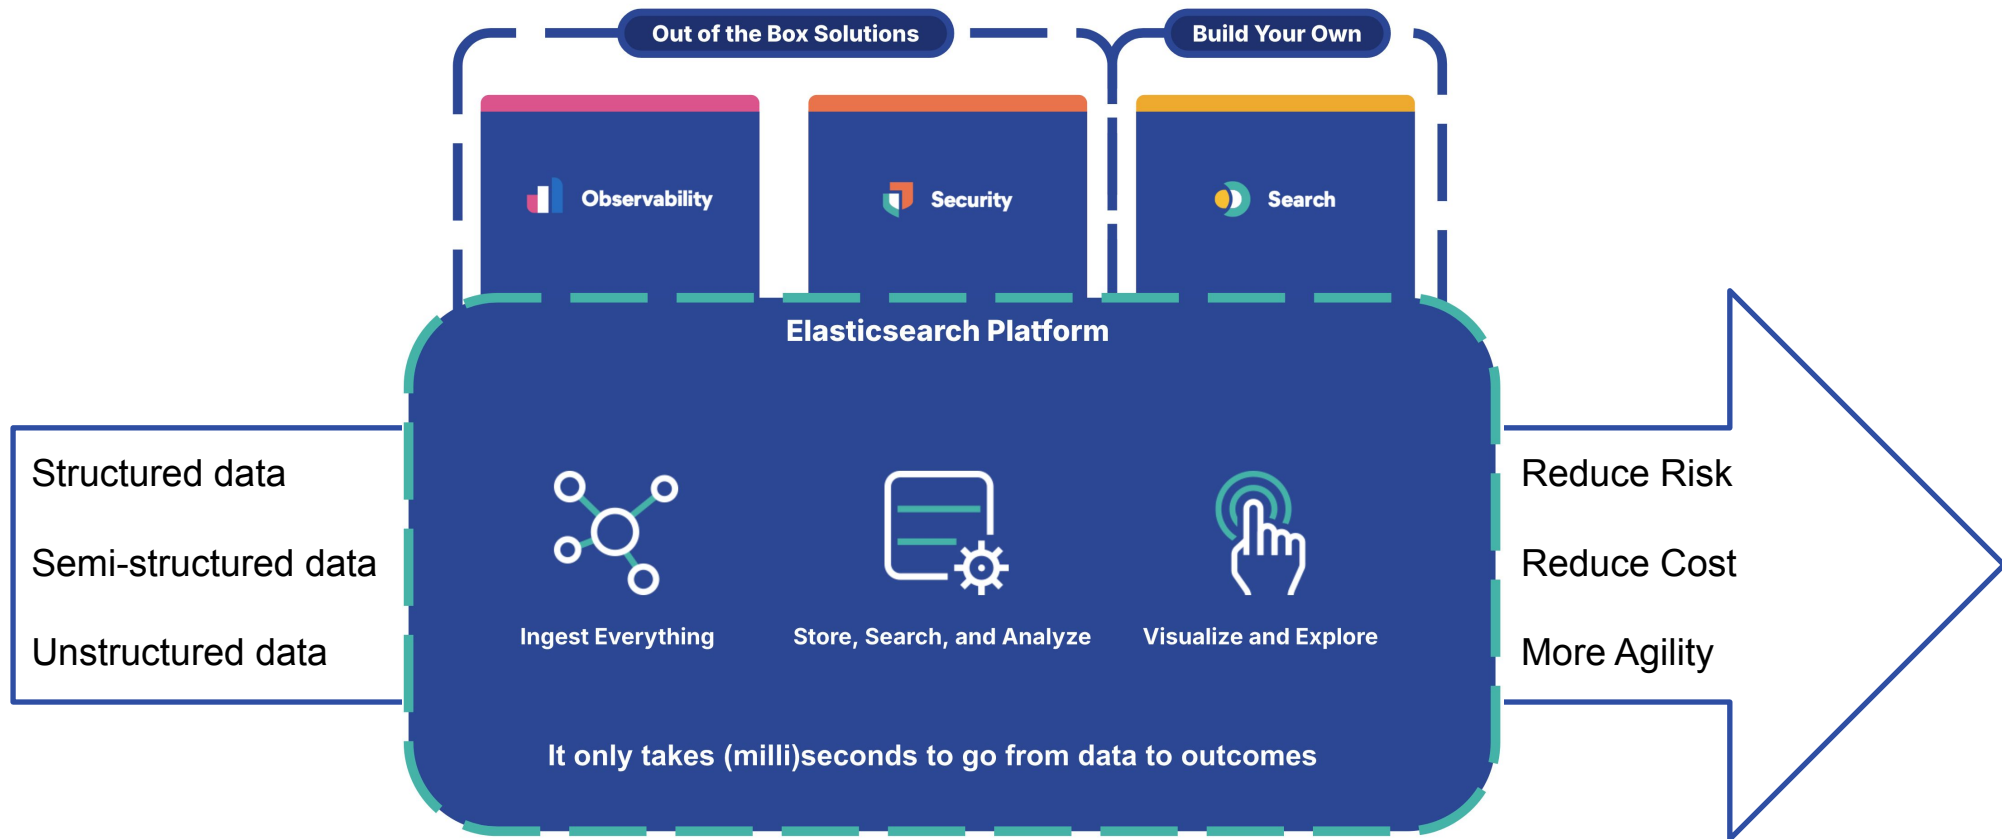 Out of the Box Solutions
Build Your Own
Observability
Security
Search
Elasticsearch Platform
Structured data
Semi-structured data
Unstructured data
Ingest Everything
Store, Search, and Analyze
Visualize and Explore
It only takes (milli)seconds to go from data to outcomes
Reduce Risk
Reduce Cost
More Agility